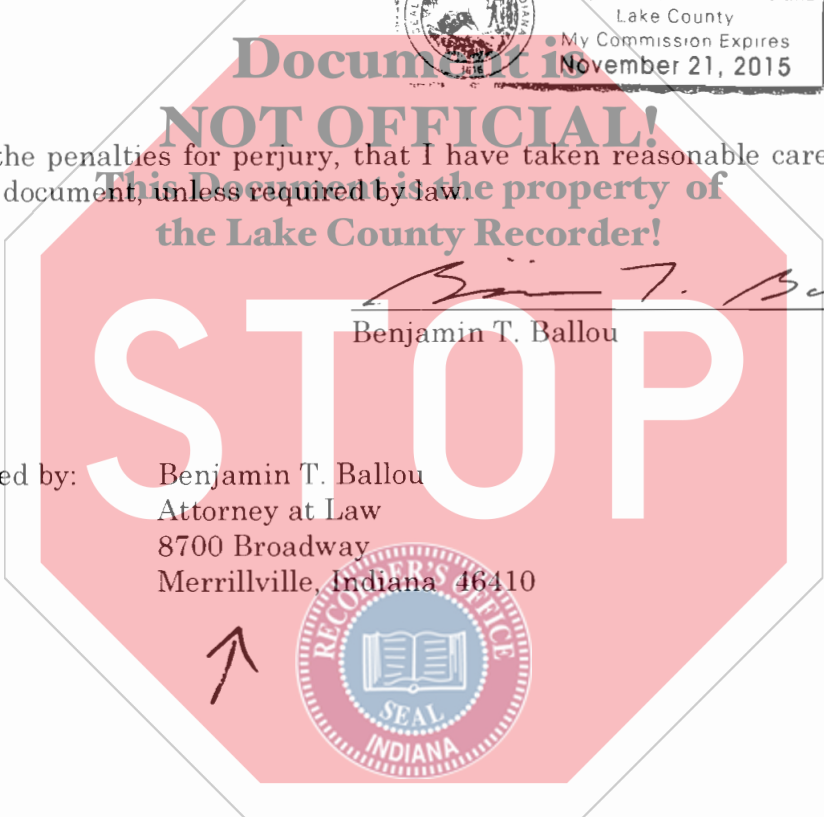 Lake County
My Commission Expires
November 21, 2015
Document is
NOT OFFICIAL!
the penalties for perjury, that I have taken reasonable care
document, unless required by law.
This Document is the property of
the Lake County Recorder!
Benjamin T. Ballou
STOP
ed by: Benjamin T. Ballou
Attorney at Law
8700 Broadway
Merrillville, Indiana 46410
RECORDER'S OFFICE
SEAL
INDIANA